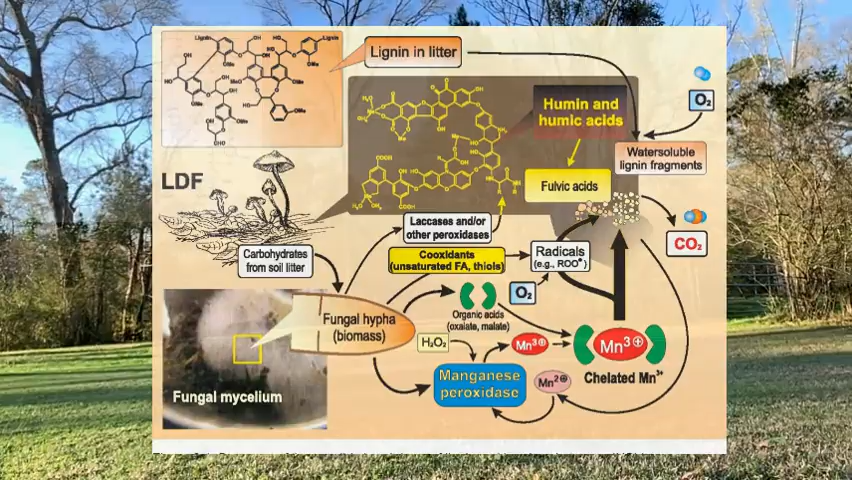 Lignin
Lignin
Lignin in litter
O₂
Humin and
humic acids
Watersoluble
lignin fragments
Fulvic acids
LDF
Laccases and/or
other peroxidases
CO₂
Carbohydrates
from soil litter
Cooxidants
(unsaturated FA, thiols)
Radicals
(e.g., ROO•)
O₂
Fungal hypha
(biomass)
Organic acids
(oxalate, malate)
H₂O₂
Mn³⊕
Mn³⊕
Chelated Mn³⁺
Manganese
peroxidase
Mn²⊕
Fungal mycelium